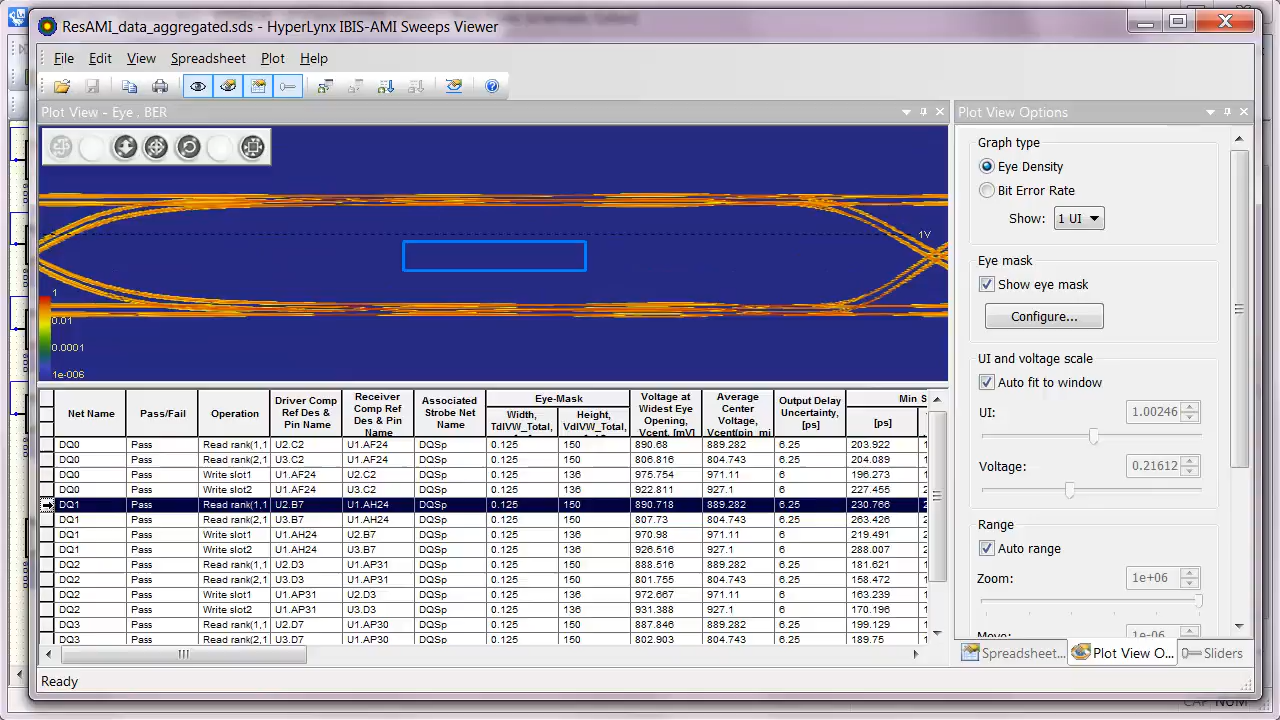 ResAMI_data_aggregated.sds - HyperLynx IBIS-AMI Sweeps Viewer
File Edit View Spreadsheet Plot Help
Plot View - Eye , BER
Plot View Options
1V
1
0.01
0.0001
1e-006
Graph type
Eye Density
Bit Error Rate
Show: 1 UI
Eye mask
Show eye mask
Configure...
UI and voltage scale
Auto fit to window
UI: 1.00246
Voltage: 0.21612
Range
Auto range
Zoom: 1e+06
Move: 1e-06
Net Name Pass/Fail Operation Driver Comp Ref Des & Pin Name Receiver Comp Ref Des & Pin Name Associated Strobe Net Name Eye-Mask Width, TdIVW_Total, Height, VdIVW_Total, Voltage at Widest Eye Opening, Vcent, [mV] Average Center Voltage, Vcent(pin_mi Output Delay Uncertainty, [ps] Min S [ps]
DQ0 Pass Read rank(1,1 U2.C2 U1.AF24 DQSp 0.125 150 890.68 889.282 6.25 203.922
DQ0 Pass Read rank(2,1 U3.C2 U1.AF24 DQSp 0.125 150 806.816 804.743 6.25 204.089
DQ0 Pass Write slot1 U1.AF24 U2.C2 DQSp 0.125 136 975.754 971.11 6 196.273
DQ0 Pass Write slot2 U1.AF24 U3.C2 DQSp 0.125 136 922.811 927.1 6 227.455
DQ1 Pass Read rank(1,1 U2.B7 U1.AH24 DQSp 0.125 150 890.718 889.282 6.25 230.766
DQ1 Pass Read rank(2,1 U3.B7 U1.AH24 DQSp 0.125 150 807.73 804.743 6.25 263.426
DQ1 Pass Write slot1 U1.AH24 U2.B7 DQSp 0.125 136 970.98 971.11 6 219.491
DQ1 Pass Write slot2 U1.AH24 U3.B7 DQSp 0.125 136 926.516 927.1 6 288.007
DQ2 Pass Read rank(1,1 U2.D3 U1.AP31 DQSp 0.125 150 888.516 889.282 6.25 181.621
DQ2 Pass Read rank(2,1 U3.D3 U1.AP31 DQSp 0.125 150 801.755 804.743 6.25 158.472
DQ2 Pass Write slot1 U1.AP31 U2.D3 DQSp 0.125 136 972.667 971.11 6 163.239
DQ2 Pass Write slot2 U1.AP31 U3.D3 DQSp 0.125 136 931.388 927.1 6 170.196
DQ3 Pass Read rank(1,1 U2.D7 U1.AP30 DQSp 0.125 150 887.846 889.282 6.25 199.129
DQ3 Pass Read rank(2,1 U3.D7 U1.AP30 DQSp 0.125 150 802.903 804.743 6.25 189.75
Spreadsheet... Plot View O... Sliders
Ready
CAP NUM